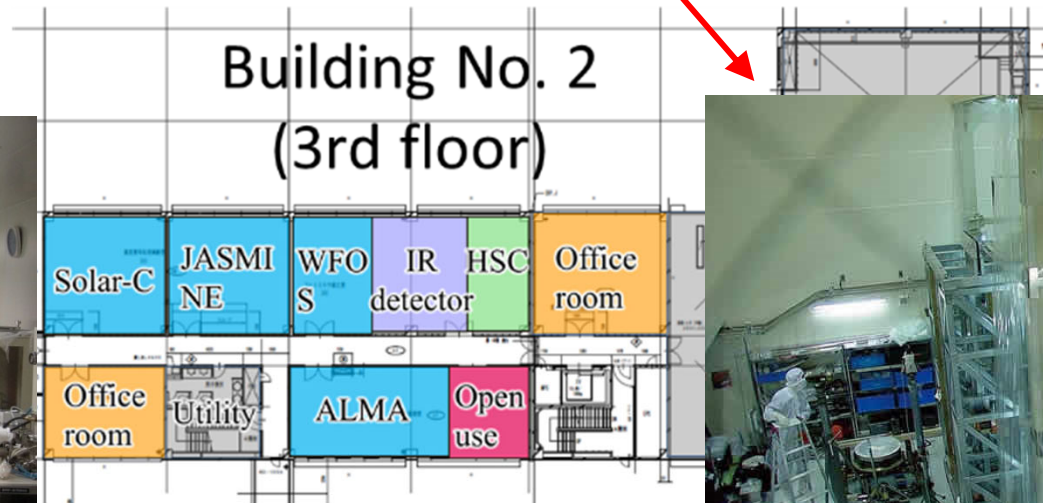 Building No. 2
(3rd floor)
Solar-C
JASMI
NE
WFO
S
IR
detector
HSC
Office
room
Office
room
Utility
ALMA
Open
use